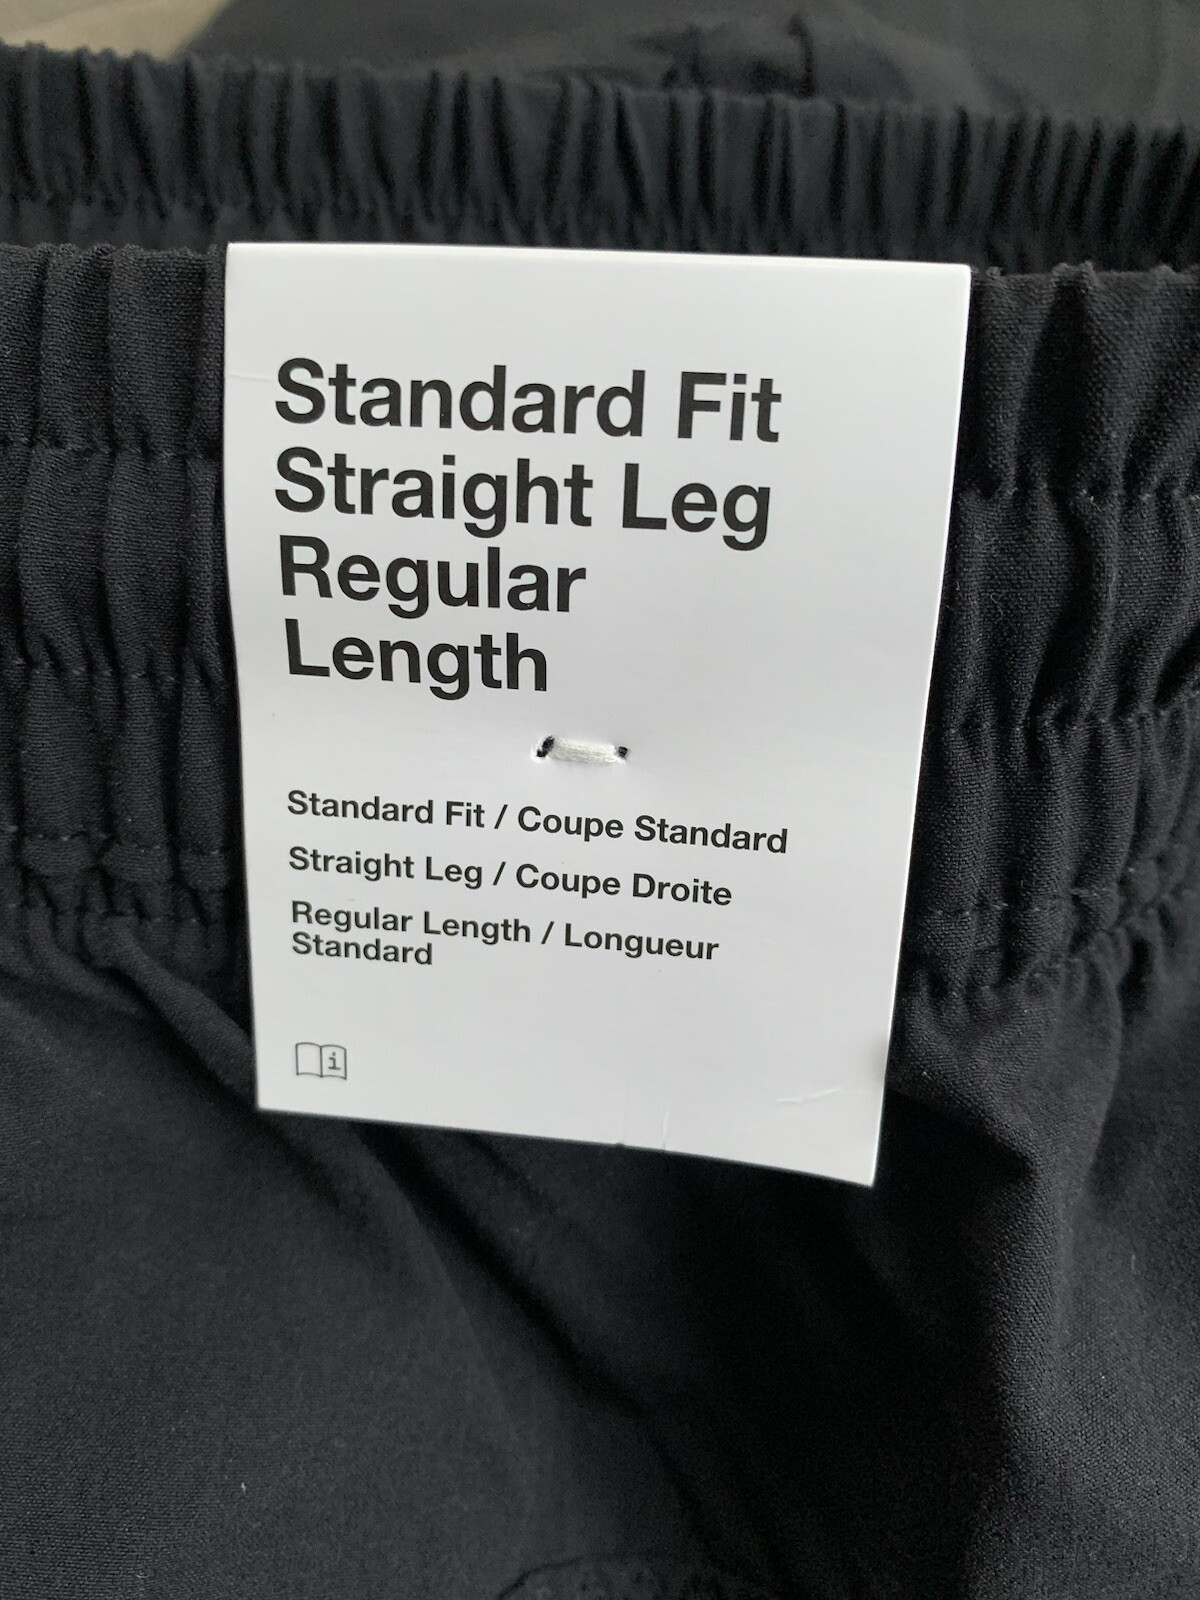 Standard Fit
Straight Leg
Regular
Length
Standard Fit / Coupe Standard
Straight Leg / Coupe Droite
Regular Length / Longueur
Standard
i